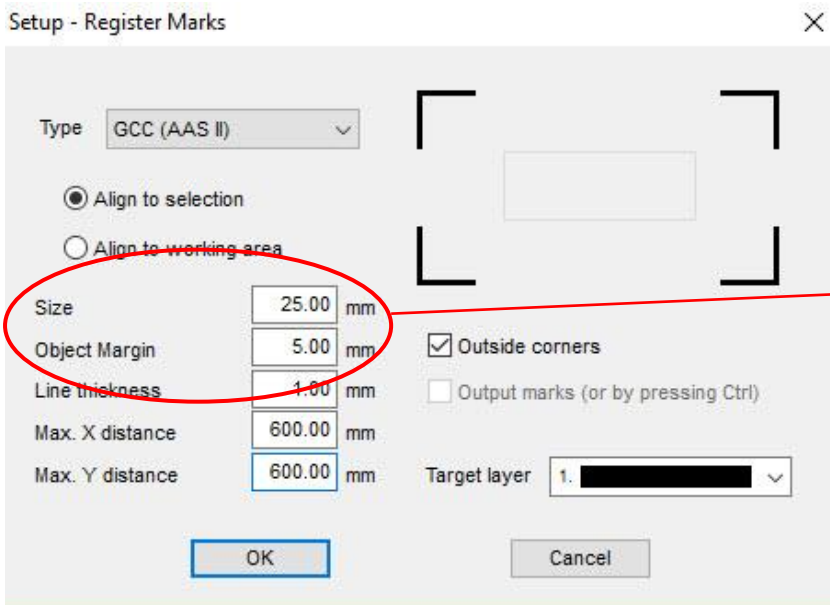 Setup - Register Marks
Type GCC (AAS II)
Align to selection
Align to working area
Size 25.00 mm
Object Margin 5.00 mm
Outside corners
Line thickness 1.00 mm
Output marks (or by pressing Ctrl)
Max. X distance 600.00 mm
Max. Y distance 600.00 mm
Target layer 1.
OK Cancel